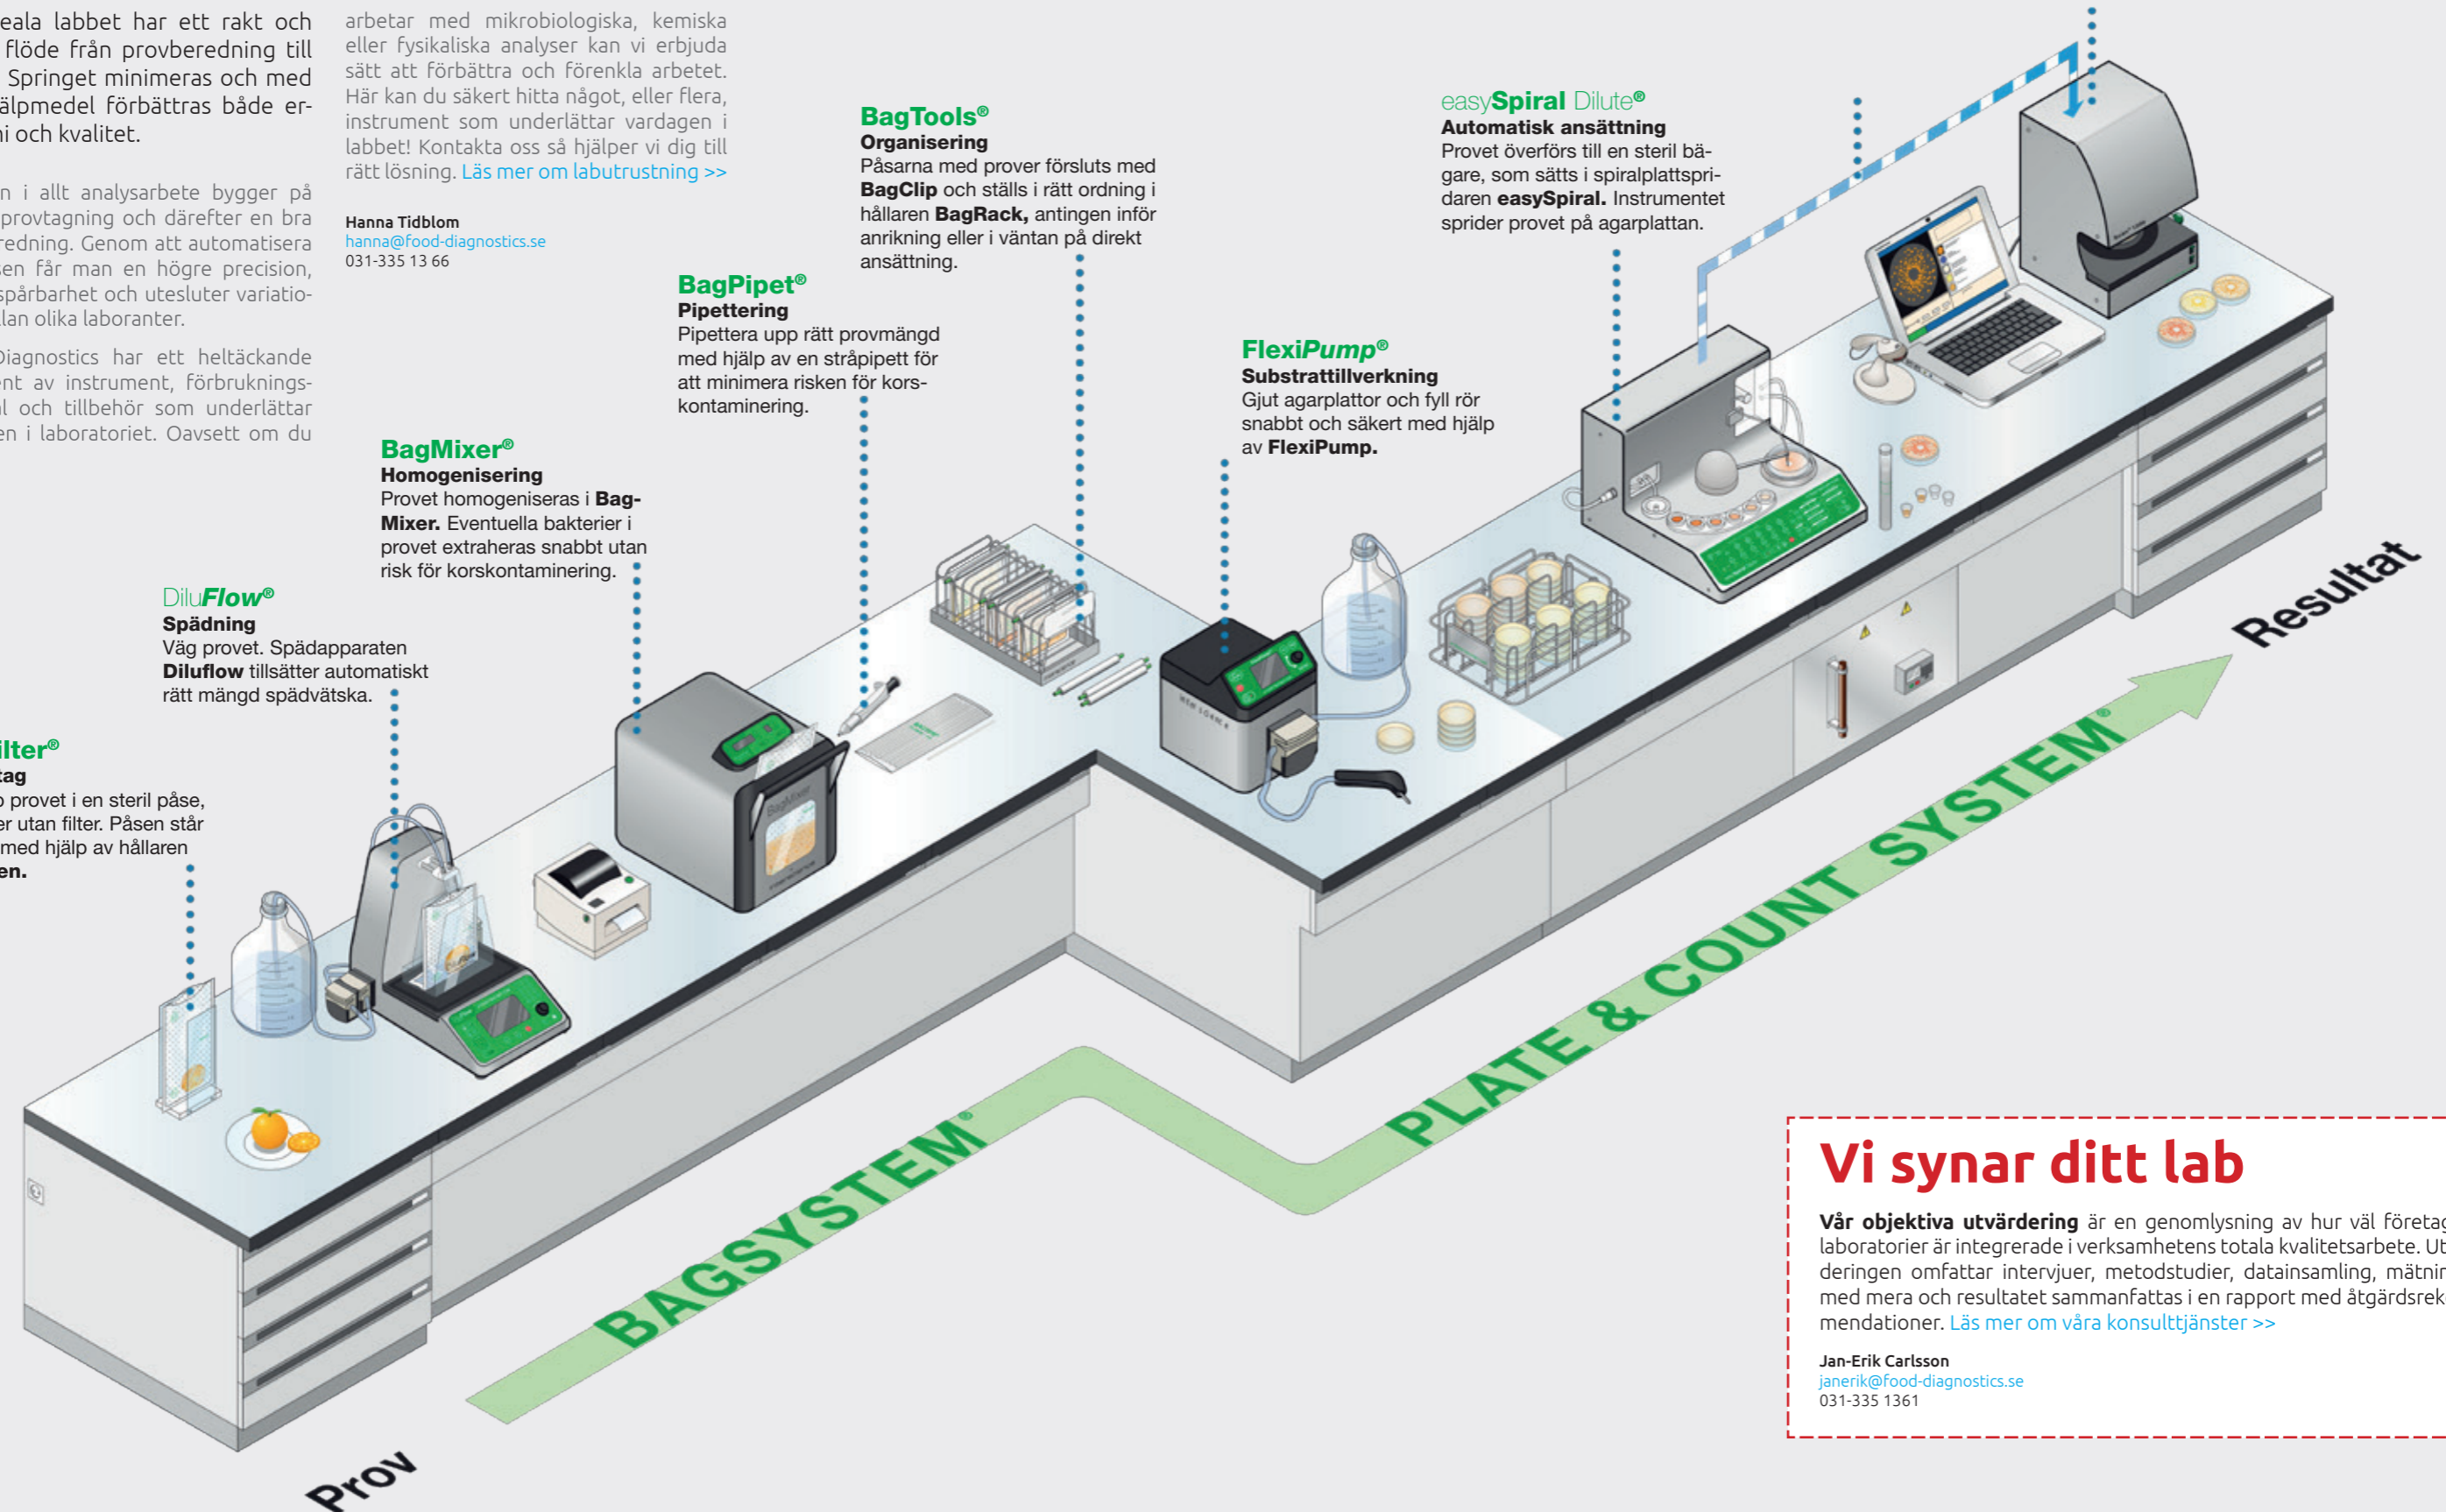 eala labbet har ett rakt och
flöde från provberedning till
Springet minimeras och med
älpmedel förbättras både er-
ni och kvalitet.
n i allt analysarbete bygger på
provtagning och därefter en bra
redning. Genom att automatisera
sen får man en högre precision,
spårbarhet och utesluter variatio-
llan olika laboranter.
Diagnostics har ett heltäckande
ent av instrument, förbruknings-
al och tillbehör som underlättar
en i laboratoriet. Oavsett om du
arbetar med mikrobiologiska, kemiska
eller fysikaliska analyser kan vi erbjuda
sätt att förbättra och förenkla arbetet.
Här kan du säkert hitta något, eller flera,
instrument som underlättar vardagen i
labbet! Kontakta oss så hjälper vi dig till
rätt lösning. Läs mer om labutrustning >>
Hanna Tidblom
hanna@food-diagnostics.se
031-335 13 66
ilter®
tag
o provet i en steril påse,
er utan filter. Påsen står
med hjälp av hållaren
en.
DiluFlow®
Spädning
Väg provet. Spädapparaten
Diluflow tillsätter automatiskt
rätt mängd spädvätska.
BagMixer®
Homogenisering
Provet homogeniseras i Bag-
Mixer. Eventuella bakterier i
provet extraheras snabbt utan
risk för korskontaminering.
BagPipet®
Pipettering
Pipettera upp rätt provmängd
med hjälp av en stråpipett för
att minimera risken för kors-
kontaminering.
BagTools®
Organisering
Påsarna med prover försluts med
BagClip och ställs i rätt ordning i
hållaren BagRack, antingen inför
anrikning eller i väntan på direkt
ansättning.
FlexiPump®
Substrattillverkning
Gjut agarplattor och fyll rör
snabbt och säkert med hjälp
av FlexiPump.
easySpiral Dilute®
Automatisk ansättning
Provet överförs till en steril bä-
gare, som sätts i spiralplattspri-
daren easySpiral. Instrumentet
sprider provet på agarplattan.
BagMixer
Prov
BAGSYSTEM®
PLATE & COUNT SYSTEM®
Resultat
Vi synar ditt lab
Vår objektiva utvärdering är en genomlysning av hur väl företag
laboratorier är integrerade i verksamhetens totala kvalitetsarbete. Ut
deringen omfattar intervjuer, metodstudier, datainsamling, mätnin
med mera och resultatet sammanfattas i en rapport med åtgärdsrek
mendationer. Läs mer om våra konsulttjänster >>
Jan-Erik Carlsson
janerik@food-diagnostics.se
031-335 1361